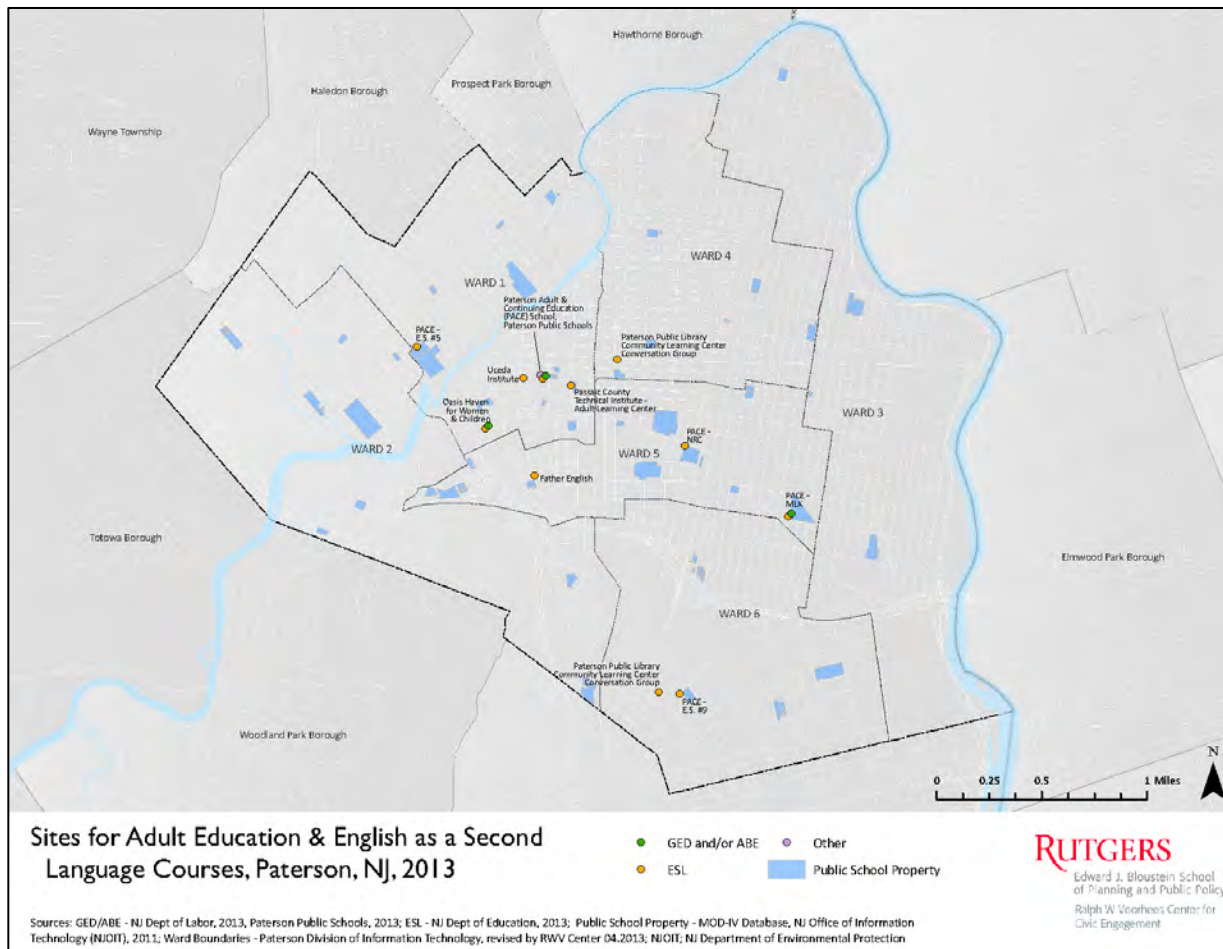 Hawthorne Borough
Prospect Park Borough
Haledon Borough
Wayne Township
WARD 4
WARD 1
Paterson Adult &
Continuing Education
(PACE) School,
Paterson Public Schools
PACE -
E.S. #5
Paterson Public Library
Community Learning Center
Conversation Group
Uceda
Institute
Passaic County
Technical Institute -
Adult Learning Center
Oasis Haven
for Women
& Children
WARD 3
PACE -
NRC
WARD 2
WARD 5
Father English
PACE -
MLK
Totowa Borough
Elmwood Park Borough
WARD 6
Paterson Public Library
Community Learning Center
Conversation Group
PACE -
E.S. #9
Woodland Park Borough
N
0 0.25 0.5 1 Miles
Sites for Adult Education & English as a Second
Language Courses, Paterson, NJ, 2013
GED and/or ABE
Other
ESL
Public School Property
RUTGERS
Edward J. Bloustein School
of Planning and Public Policy
Ralph W Voorhees Center for
Civic Engagement
Sources: GED/ABE - NJ Dept of Labor, 2013, Paterson Public Schools, 2013; ESL - NJ Dept of Education, 2013; Public School Property - MOD-IV Database, NJ Office of Information
Technology (NJOIT), 2011; Ward Boundaries - Paterson Division of Information Technology, revised by RWV Center 04.2013; NJOIT; NJ Department of Environmental Protection